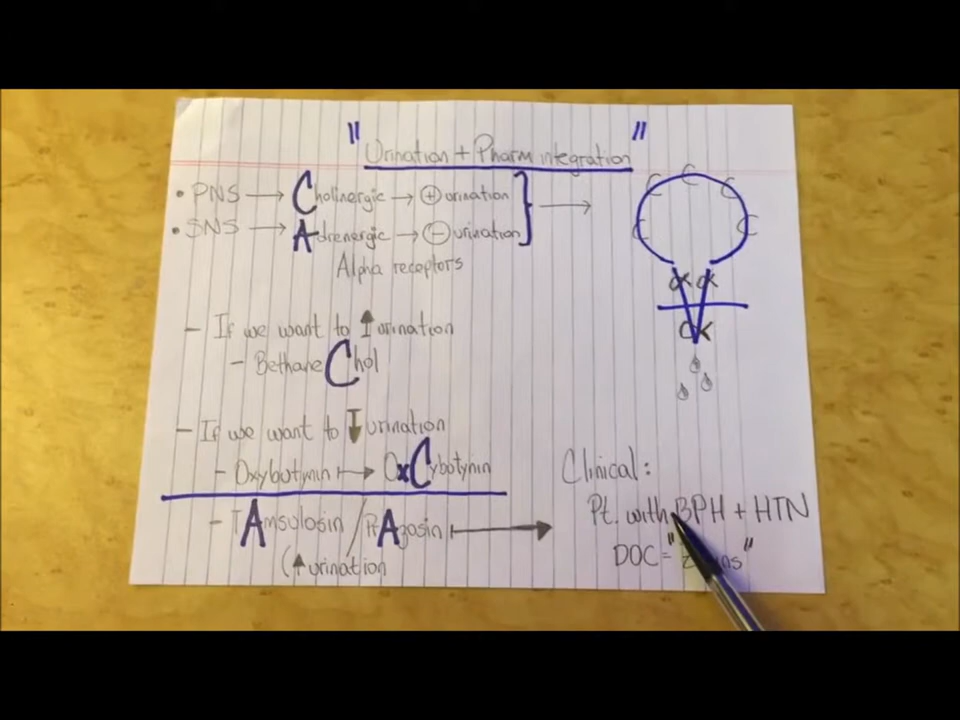 "Urination + Pharm integration"
• PNS → Cholinergic → ⊕ urination
• SNS → Adrenergic → ⊖ urination
Alpha receptors
C C C C C
α α
α
- If we want to ↑ urination
- BethaneChol
- If we want to ↓ urination
- Oxybutynin → OxCybotynin
- TAmsulosin / PrAzosin →
(↑ urination
Clinical:
Pt. with BPH + HTN
DOC = "